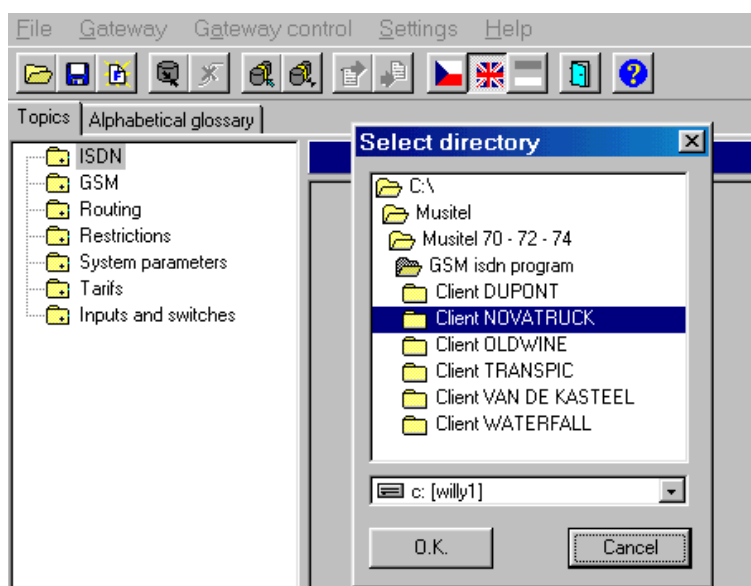 File Gateway Gateway control Settings Help
Topics Alphabetical glossary
ISDN
GSM
Routing
Restrictions
System parameters
Tarifs
Inputs and switches
Select directory
C:\
Musitel
Musitel 70 - 72 - 74
GSM isdn program
Client DUPONT
Client NOVATRUCK
Client OLDWINE
Client TRANSPIC
Client VAN DE KASTEEL
Client WATERFALL
c: [willy1]
O.K. Cancel